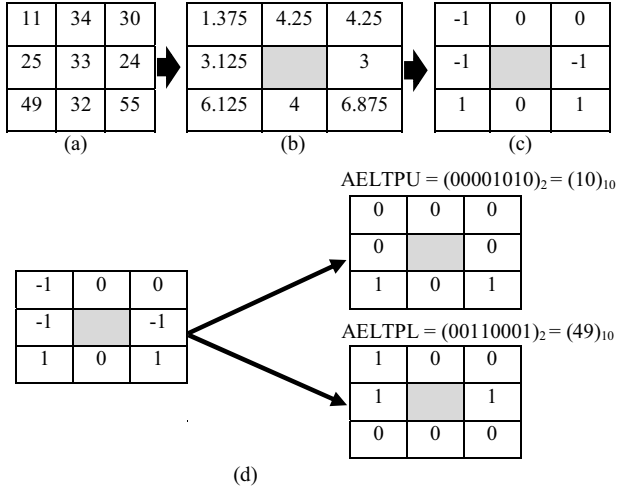 11 34 30
25 33 24
49 32 55
(a)
1.375 4.25 4.25
3.125 3
6.125 4 6.875
(b)
-1 0 0
-1 -1
1 0 1
(c)
-1 0 0
-1 -1
1 0 1
AELTPU = (00001010)2 = (10)10
0 0 0
0 0
1 0 1
AELTPL = (00110001)2 = (49)10
1 0 0
1 1
0 0 0
(d)